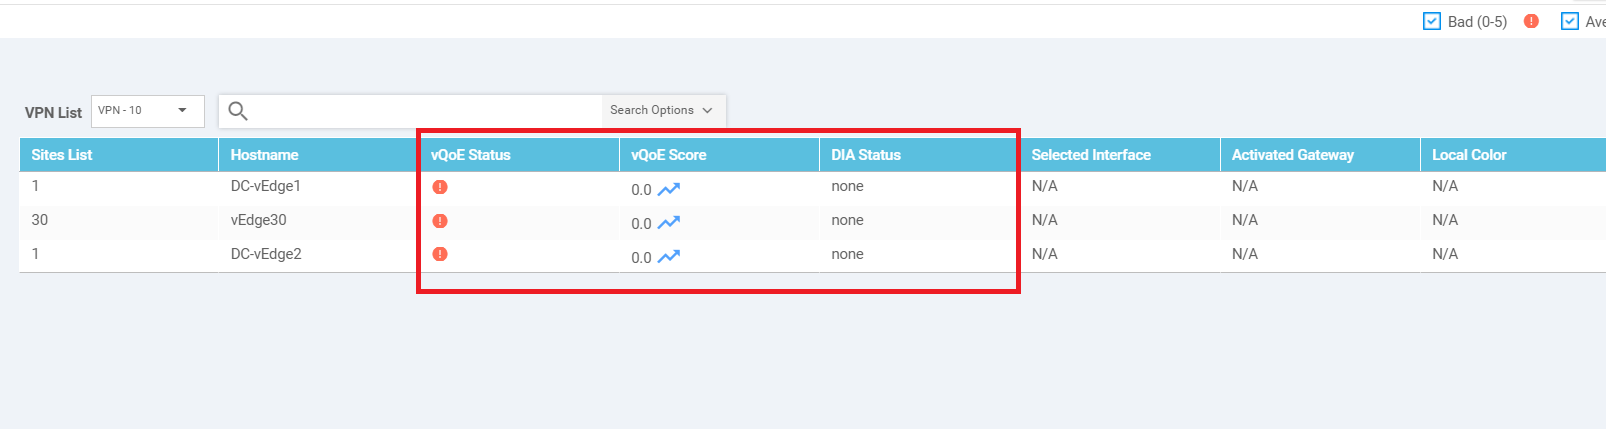 Bad (0-5) Ave
VPN List VPN - 10 Search Options
Sites List Hostname vQoE Status vQoE Score DIA Status Selected Interface Activated Gateway Local Color
1 DC-vEdge1 0.0 none N/A N/A N/A
30 vEdge30 0.0 none N/A N/A N/A
1 DC-vEdge2 0.0 none N/A N/A N/A